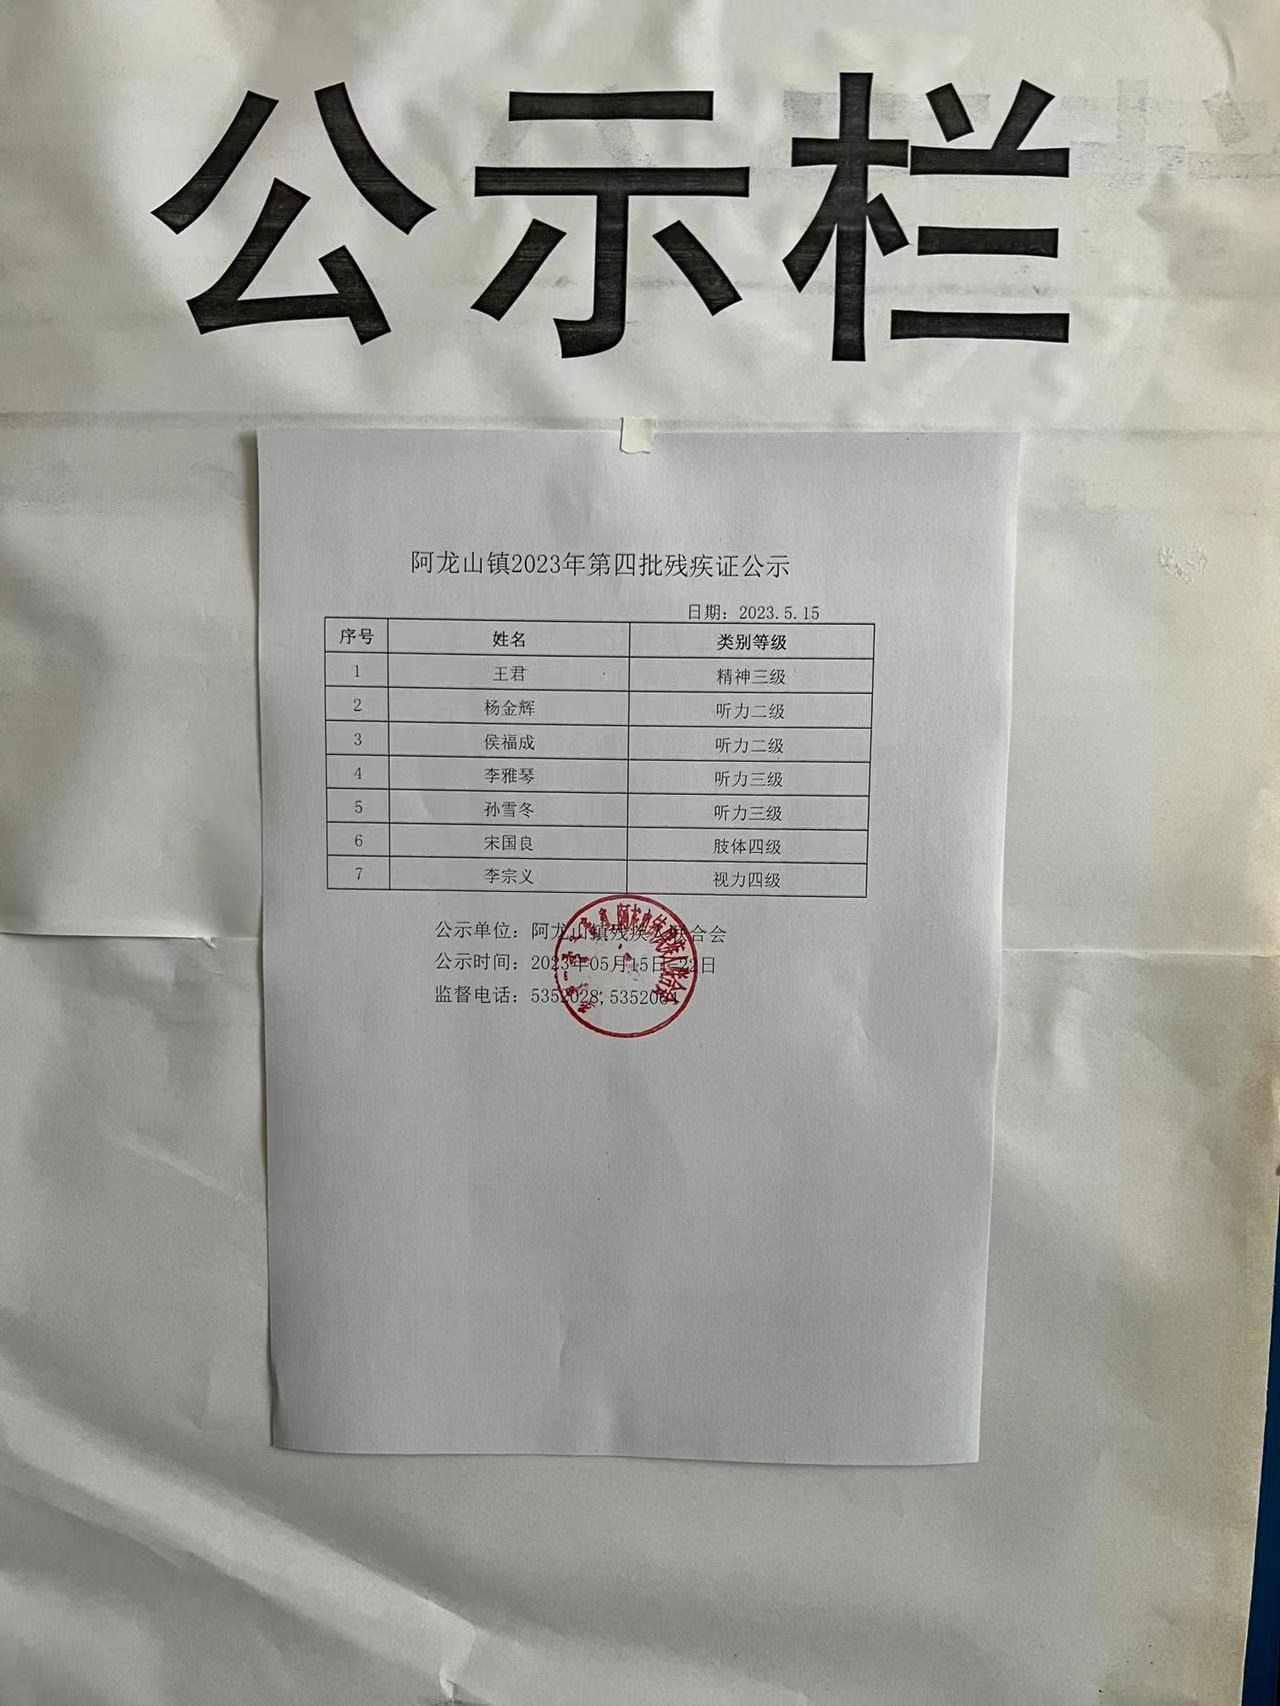 公示栏
阿龙山镇2023年第四批残疾证公示
日期：2023.5.15
序号 姓名 类别等级
1 王君 精神三级
2 杨金辉 听力二级
3 侯福成 听力二级
4 李雅琴 听力三级
5 孙雪冬 听力三级
6 宋国良 肢体四级
7 李宗义 视力四级
公示单位：阿龙山镇残疾人联合会
公示时间：2023年05月15日-22日
监督电话：5352028,5352061